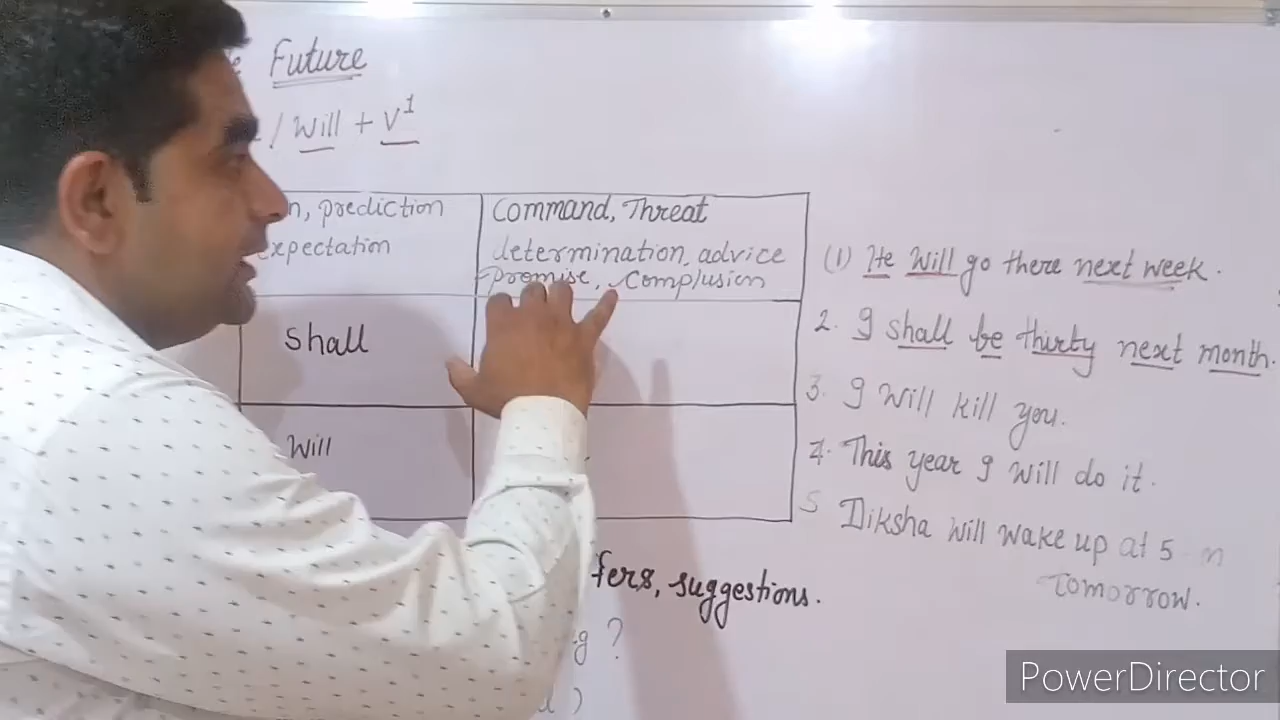 Future
/ Will + V¹
prediction
expectation
Command, Threat
determination, advice
Promise, Complusion
Shall
Will
(1) He Will go there next week.
2. I shall be thirty next month.
3. I Will kill you.
4. This year I Will do it.
5 Diksha Will wake up at 5
Tomorrow.
suggestions.
?
)
PowerDirector